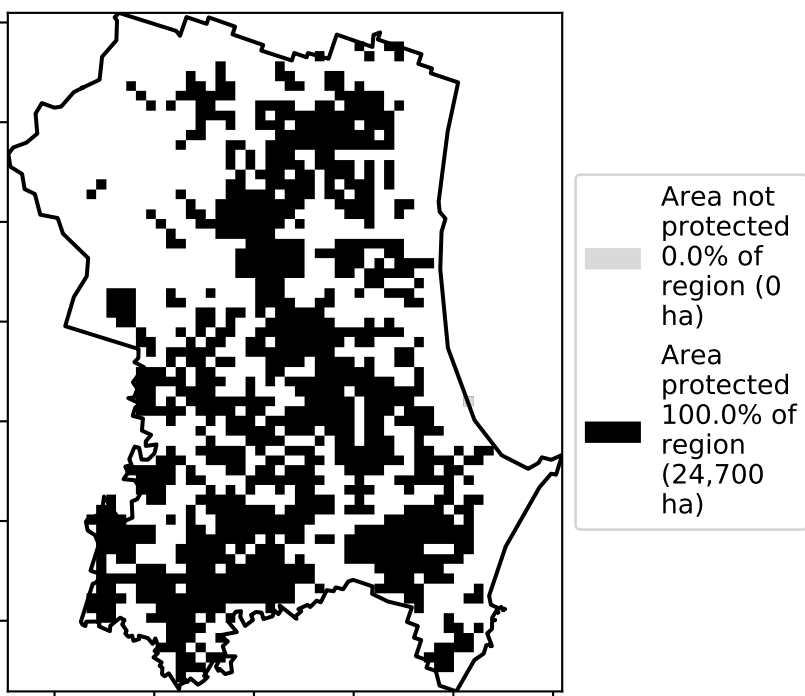 Area not
protected
0.0% of
region (0
ha)
Area
protected
100.0% of
region
(24,700
ha)